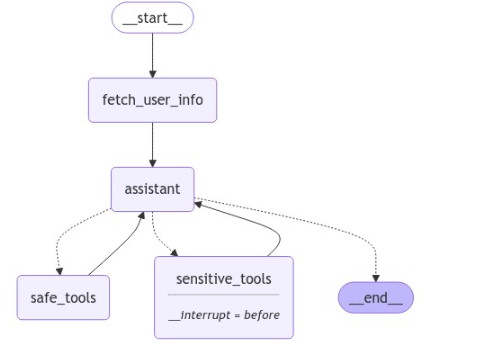 __start__
fetch_user_info
assistant
safe_tools
sensitive_tools
__interrupt = before
__end__